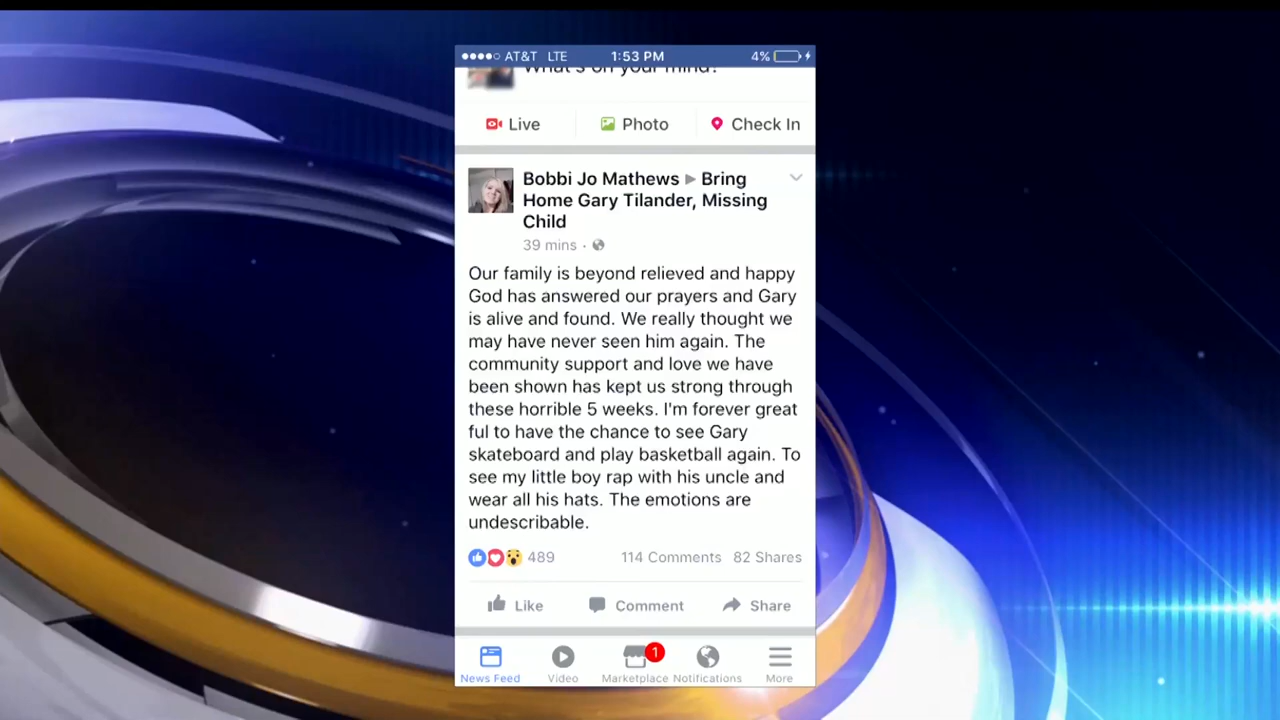 AT&T LTE 1:53 PM 4%
What's on your mind?
Live Photo Check In
Bobbi Jo Mathews ▶ Bring
Home Gary Tilander, Missing
Child
39 mins ·
Our family is beyond relieved and happy
God has answered our prayers and Gary
is alive and found. We really thought we
may have never seen him again. The
community support and love we have
been shown has kept us strong through
these horrible 5 weeks. I'm forever great
ful to have the chance to see Gary
skateboard and play basketball again. To
see my little boy rap with his uncle and
wear all his hats. The emotions are
undescribable.
489 114 Comments 82 Shares
Like Comment Share
1
News Feed Video Marketplace Notifications More